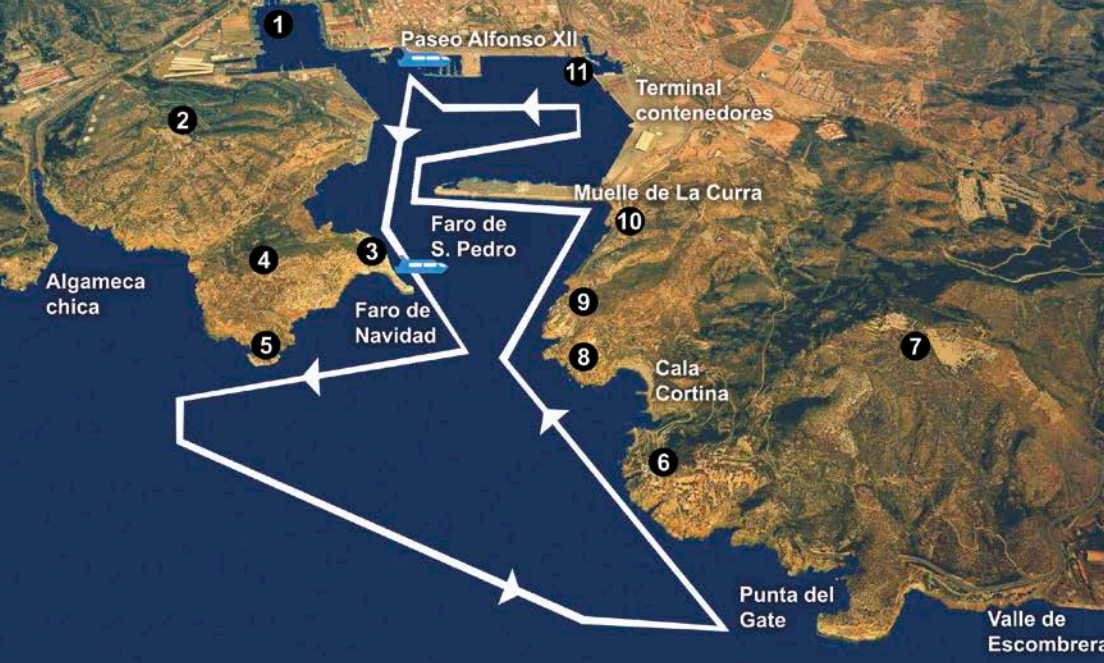 1
Paseo Alfonso XII
11
Terminal
contenedores
2
Muelle de La Curra
10
Faro de
S. Pedro
3
4
Algameca
chica
9
Faro de
Navidad
5
8
7
Cala
Cortina
6
Punta del
Gate
Valle de
Escombrera